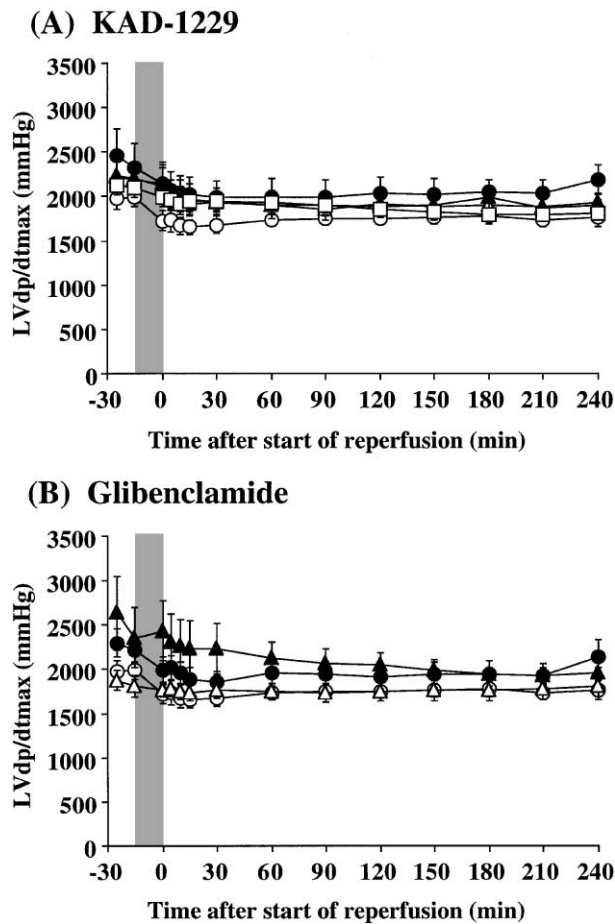 (A) KAD-1229
3500
3000
2500
2000
1500
1000
500
0
LVdp/dtmax (mmHg)
-30 0 30 60 90 120 150 180 210 240
Time after start of reperfusion (min)
(B) Glibenclamide
3500
3000
2500
2000
1500
1000
500
0
LVdp/dtmax (mmHg)
-30 0 30 60 90 120 150 180 210 240
Time after start of reperfusion (min)